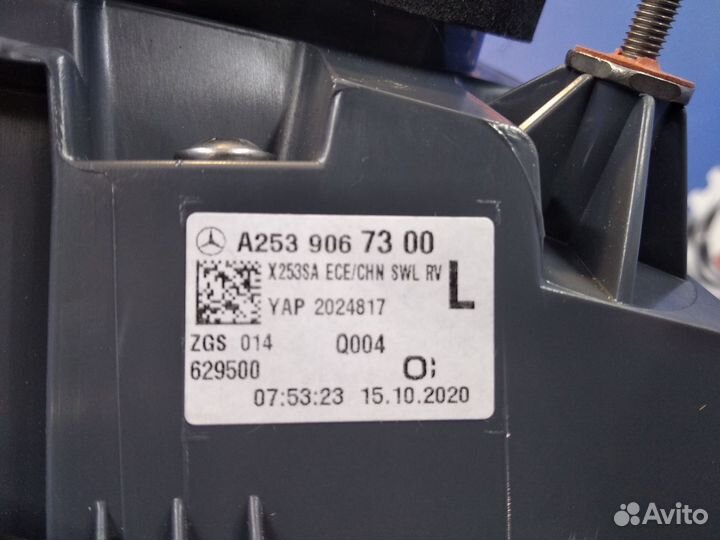 A253 906 73 00
X253SA ECE/CHN SWL RV
L
YAP 2024817
ZGS 014 Q004
629500 O:
07:53:23 15.10.2020
Avito